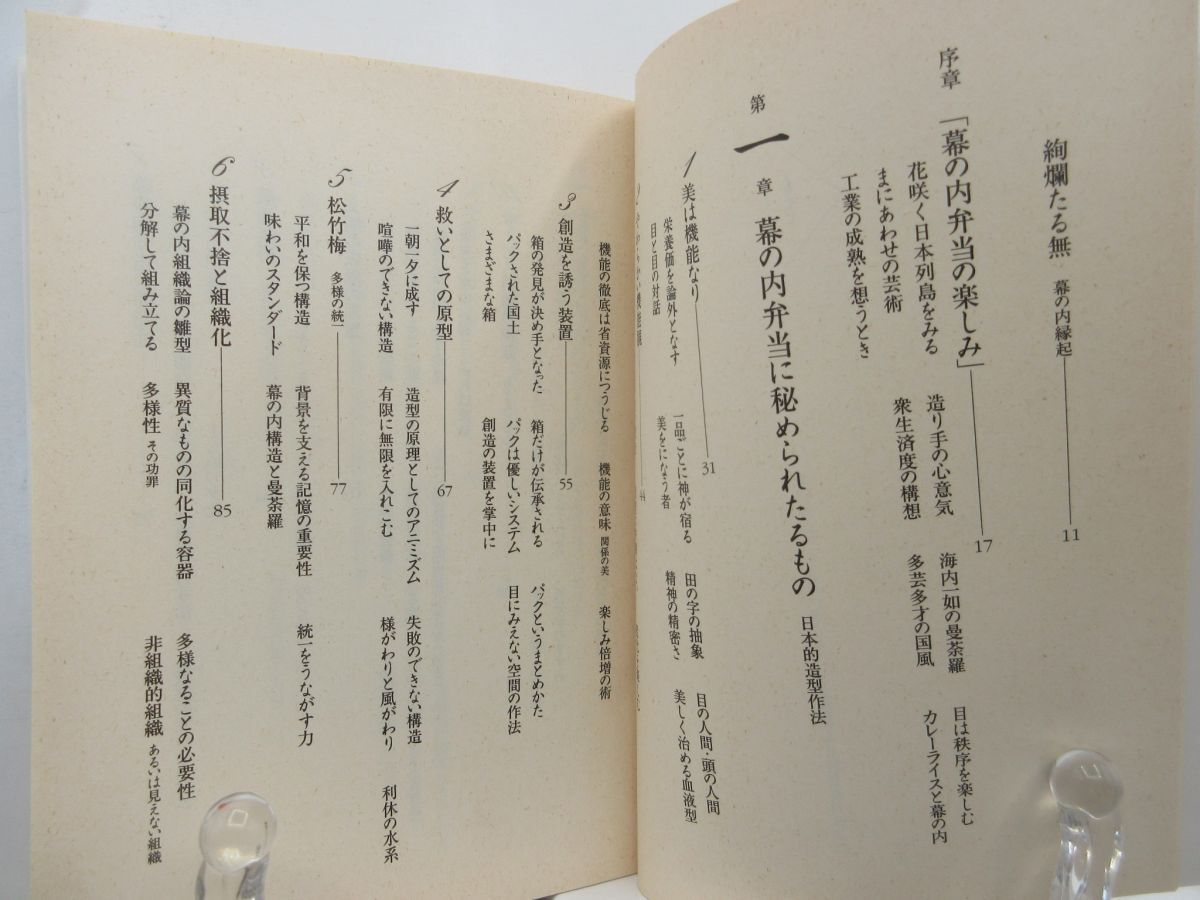 絢爛たる無 幕の内縁起 11
序章 「幕の内弁当の楽しみ」 17
花咲く日本列島をみる 造り手の心意気 海内一如の曼荼羅 目は秩序を楽しむ
まにあわせの芸術 衆生済度の構想 多芸多才の国風 カレーライスと幕の内
工業の成熟を想うとき
第一章 幕の内弁当に秘められたるもの 日本的造型作法
1 美は機能なり 31
栄養価を論外となす 一品ごとに神が宿る 田の字の抽象 目の人間・頭の人間
目と目の対話 美をになう者 精神の精密さ 美しく治める血液型
機能の徹底は省資源につうじる 機能の意味 関係の美 楽しみ倍増の術
3 創造を誘う装置 55
箱の発見が決め手となった 箱だけが伝承される パックというまとめかた
パックされた国土 パックは優しいシステム 目にみえない空間の作法
さまざまな箱 創造の装置を掌中に
4 救いとしての原型 67
一朝一夕に成す 造型の原理としてのアニミズム 失敗のできない構造 利休の水系
喧嘩のできない構造 有限に無限を入れこむ 様がわりと風がわり
5 松竹梅 多様の統一 77
平和を保つ構造 背景を支える記憶の重要性 統一をうながす力
味わいのスタンダード 幕の内構造と曼荼羅
6 摂取不捨と組織化 85
幕の内組織論の雛型 異質なものの同化する容器 多様なることの必要性
分解して組み立てる 多様性 その功罪 非組織的組織 あるいは見えない組織